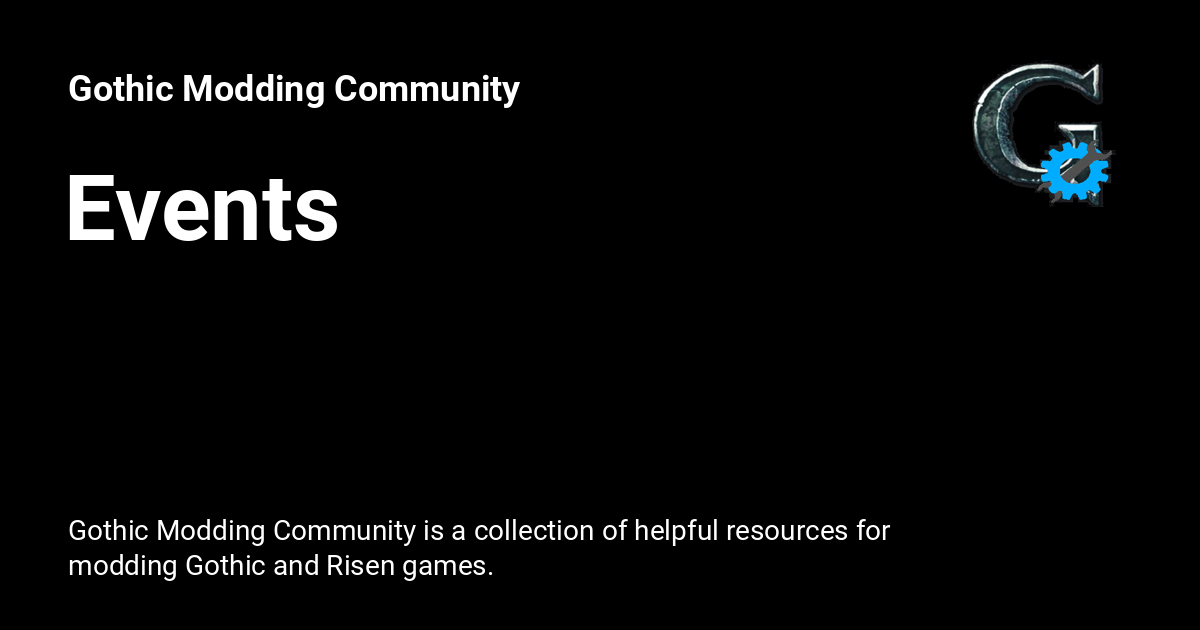 Gothic Modding Community
Events
G
Gothic Modding Community is a collection of helpful resources for
modding Gothic and Risen games.